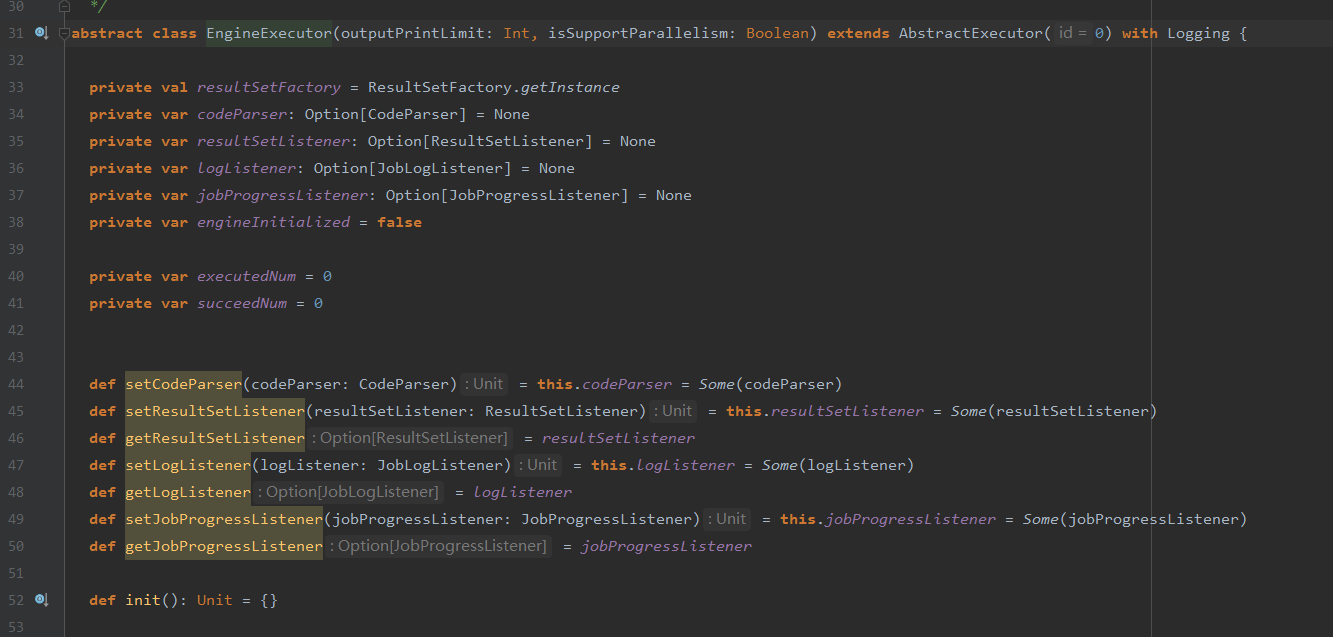 30 */
31 abstract class EngineExecutor(outputPrintLimit: Int, isSupportParallelism: Boolean) extends AbstractExecutor( id = 0) with Logging {
32
33 private val resultSetFactory = ResultSetFactory.getInstance
34 private var codeParser: Option[CodeParser] = None
35 private var resultSetListener: Option[ResultSetListener] = None
36 private var logListener: Option[JobLogListener] = None
37 private var jobProgressListener: Option[JobProgressListener] = None
38 private var engineInitialized = false
39
40 private var executedNum = 0
41 private var succeedNum = 0
42
43
44 def setCodeParser(codeParser: CodeParser) : Unit = this.codeParser = Some(codeParser)
45 def setResultSetListener(resultSetListener: ResultSetListener) : Unit = this.resultSetListener = Some(resultSetListener)
46 def getResultSetListener : Option[ResultSetListener] = resultSetListener
47 def setLogListener(logListener: JobLogListener) : Unit = this.logListener = Some(logListener)
48 def getLogListener : Option[JobLogListener] = logListener
49 def setJobProgressListener(jobProgressListener: JobProgressListener) : Unit = this.jobProgressListener = Some(jobProgressListener)
50 def getJobProgressListener : Option[JobProgressListener] = jobProgressListener
51
52 def init(): Unit = {}
53